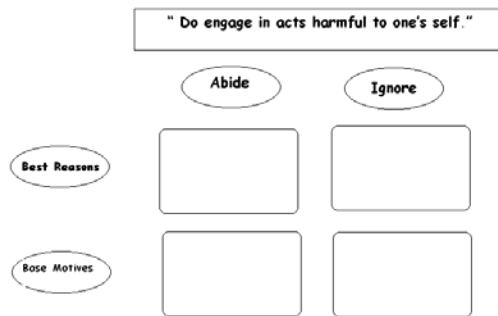 " Do engage in acts harmful to one's self."
Abide
Ignore
Best Reasons
Base Motives